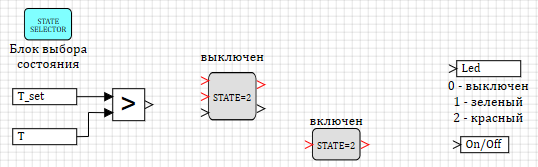 STATE
SELECTOR
Блок выбора
состояния
T_set
T
>
выключен
STATE=2
включен
STATE=2
Led
0 - выключен
1 - зеленый
2 - красный
On/Off